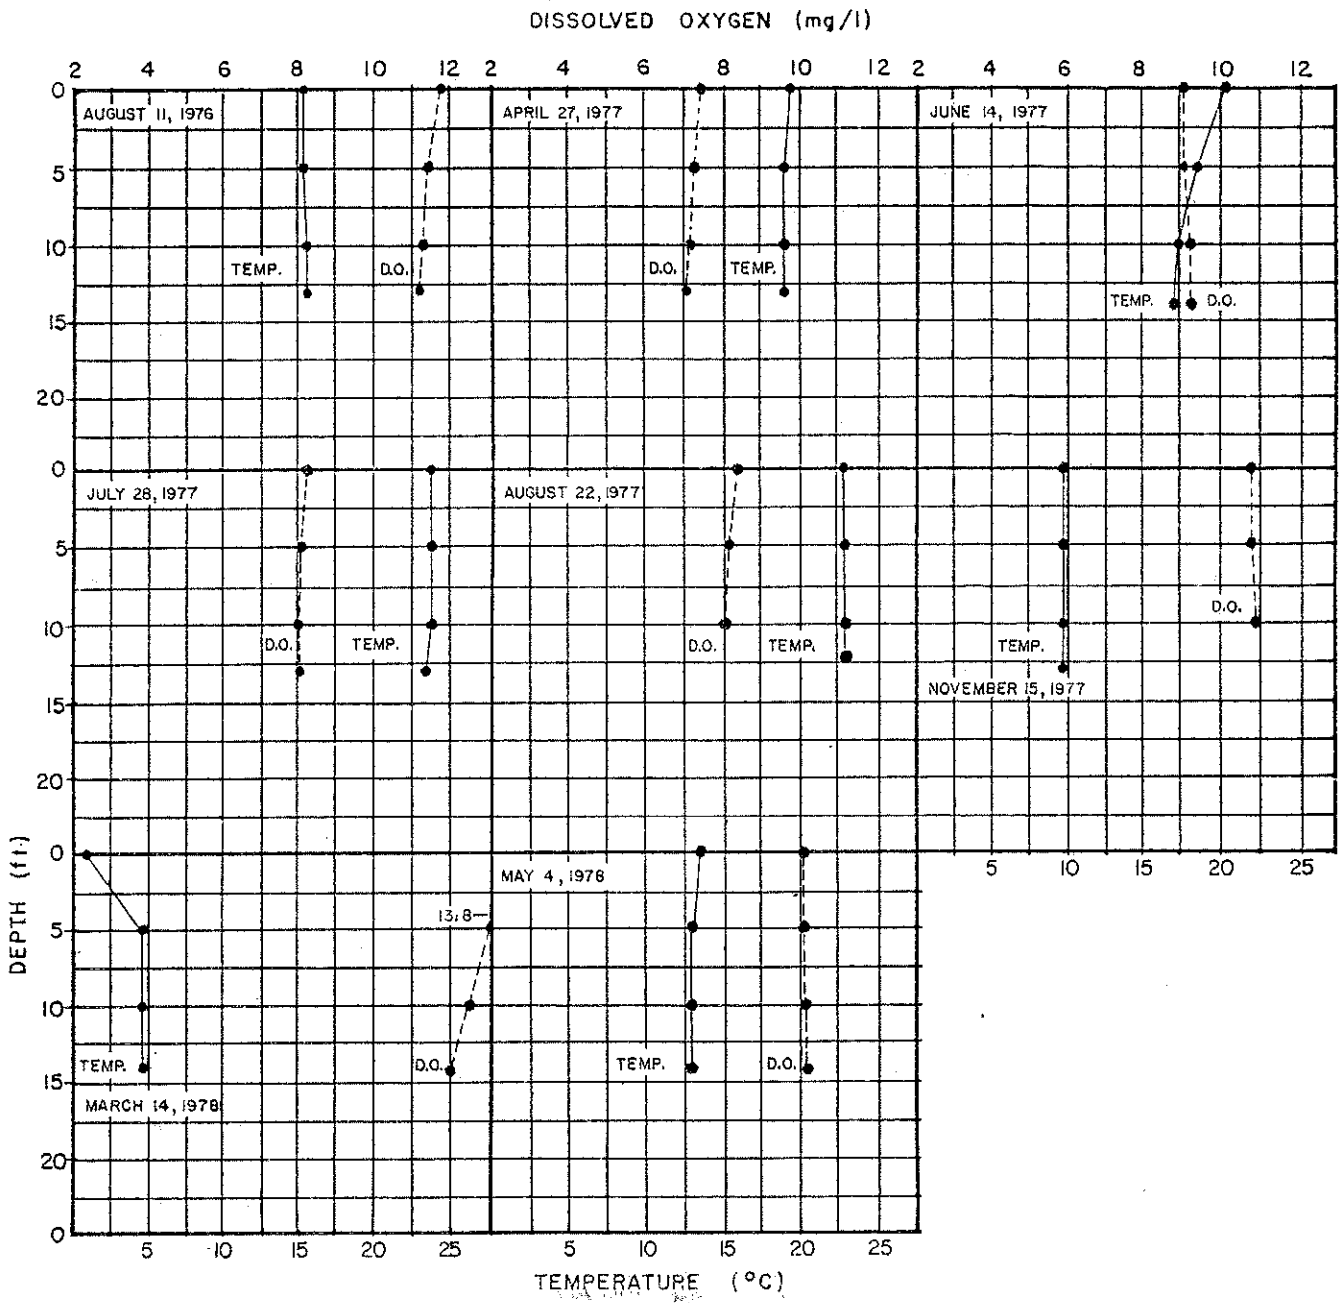 DISSOLVED OXYGEN (mg/l)
2 4 6 8 10 12 2 4 6 8 10 12 2 4 6 8 10 12
0
AUGUST 11, 1976 APRIL 27, 1977 JUNE 14, 1977
5
10
TEMP. D.O. D.O. TEMP.
TEMP. D.O.
15
20
0
JULY 28, 1977 AUGUST 22, 1977
5
D.O.
10
D.O. TEMP. D.O. TEMP. TEMP.
NOVEMBER 15, 1977
15
20
0
5 10 15 20 25
MAY 4, 1978
13.8
5
DEPTH (ft.)
10
TEMP. D.O. TEMP. D.O.
15
MARCH 14, 1978
20
0
5 10 15 20 25 5 10 15 20 25
TEMPERATURE (°C)